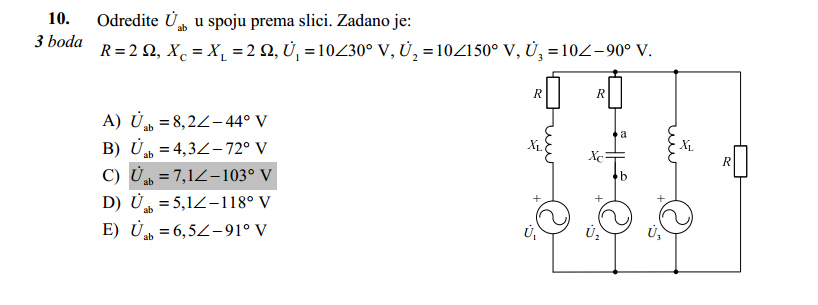 10. Odredite U̇ab u spoju prema slici. Zadano je:
3 boda R = 2 Ω, XC = XL = 2 Ω, U̇1 = 10∠30° V, U̇2 = 10∠150° V, U̇3 = 10∠−90° V.
A) U̇ab = 8,2∠−44° V
B) U̇ab = 4,3∠−72° V
C) U̇ab = 7,1∠−103° V
D) U̇ab = 5,1∠−118° V
E) U̇ab = 6,5∠−91° V
R R
a
XL XC XL R
b
+ + +
U̇1 U̇2 U̇3